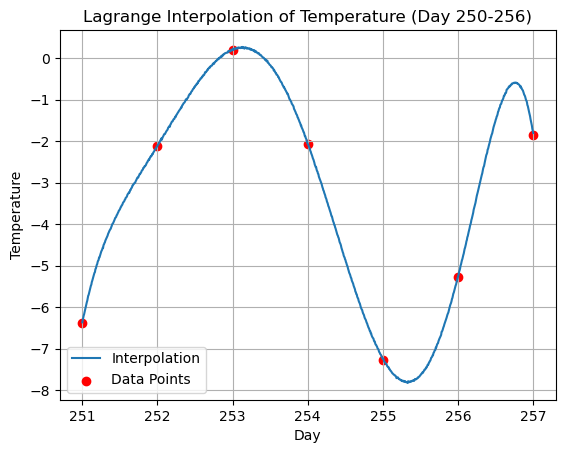 Lagrange Interpolation of Temperature (Day 250-256)
Temperature
0
−1
−2
−3
−4
−5
−6
−7
−8
Interpolation
Data Points
251 252 253 254 255 256 257
Day